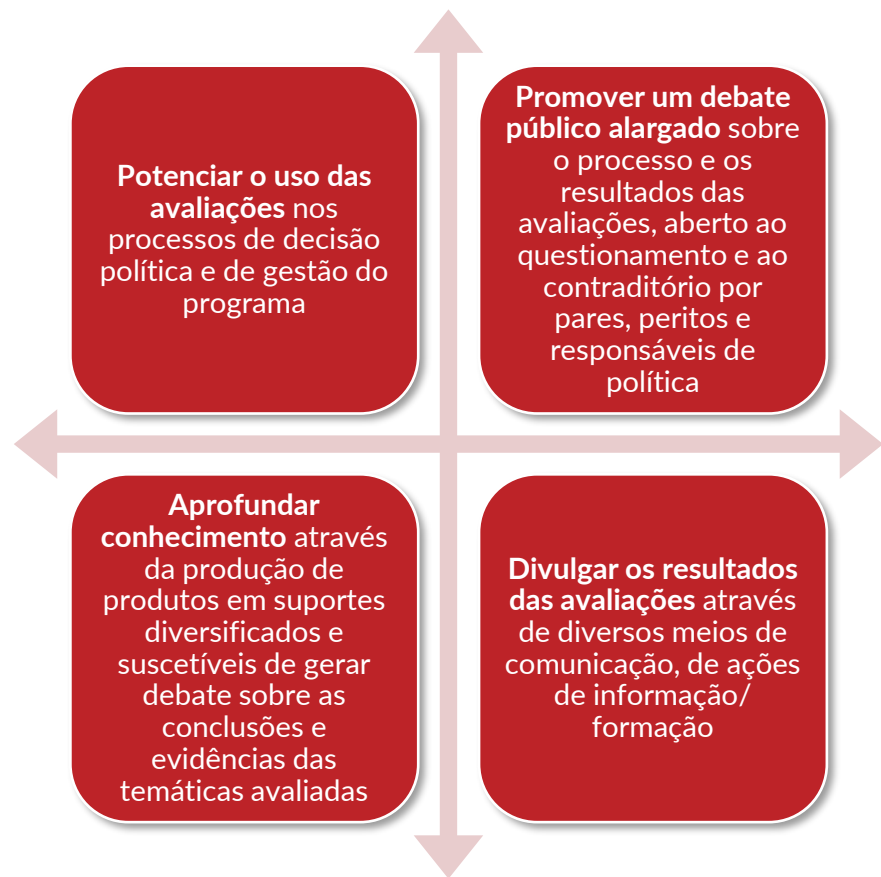 Potenciar o uso das
avaliações nos
processos de decisão
política e de gestão do
programa
Promover um debate
público alargado sobre
o processo e os
resultados das
avaliações, aberto ao
questionamento e ao
contraditório por
pares, peritos e
responsáveis de
política
Aprofundar
conhecimento através
da produção de
produtos em suportes
diversificados e
suscetíveis de gerar
debate sobre as
conclusões e
evidências das
temáticas avaliadas
Divulgar os resultados
das avaliações através
de diversos meios de
comunicação, de ações
de informação/
formação